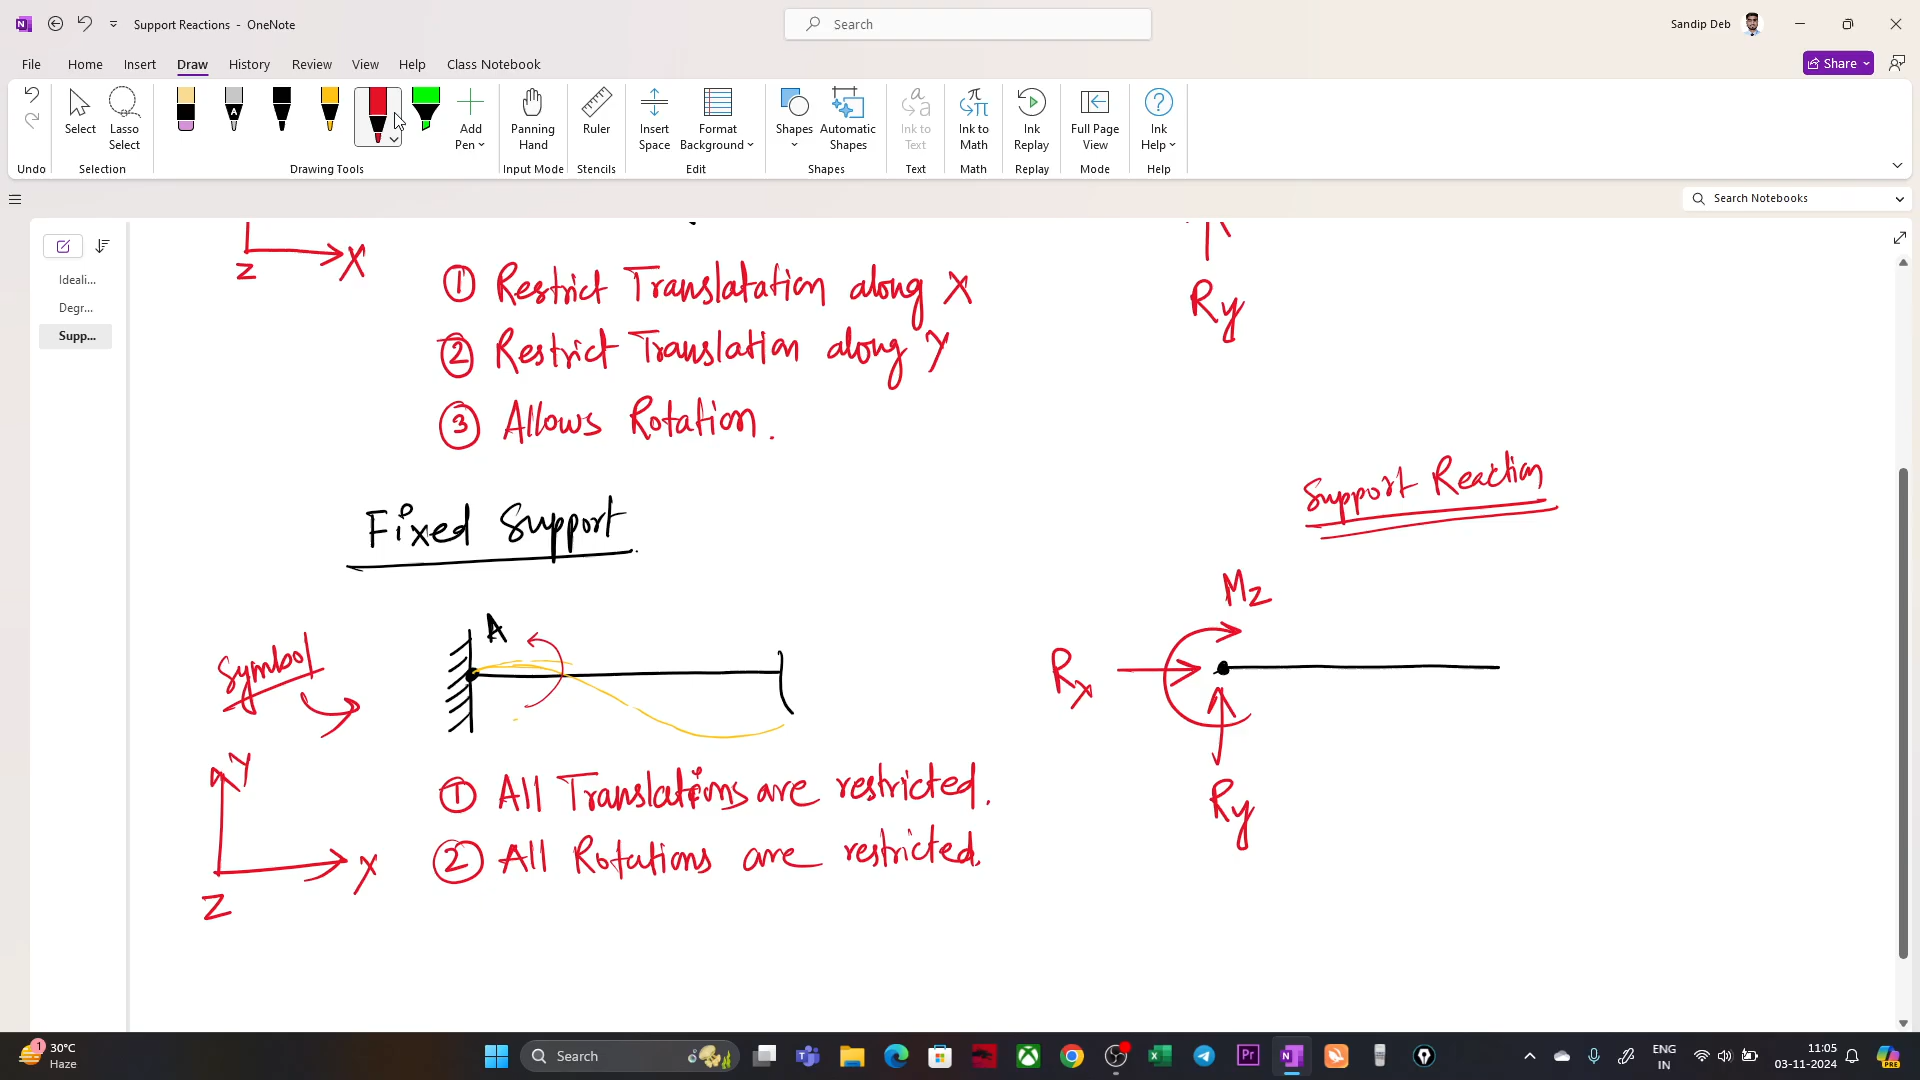 Support Reactions - OneNote
Search
Sandip Deb
File Home Insert Draw History Review View Help Class Notebook
Share
Select
Lasso Select
Add Pen
Panning Hand
Ruler
Insert Space
Format Background
Shapes
Automatic Shapes
Ink to Text
Ink to Math
Ink Replay
Full Page View
Ink Help
Undo Selection Drawing Tools Input Mode Stencils Edit Shapes Text Math Replay Mode Help
Search Notebooks
Ideali...
Degr...
Supp...
Z X
① Restrict Translatation along X
② Restrict Translation along Y
③ Allows Rotation.
Ry
Fixed Support
Support Reaction
Symbol
A
Mz
Rx
Ry
Y
X
Z
① All Translations are restricted.
② All Rotations are restricted.
1
30°C
Haze
Search
ENG
IN
11:05
03-11-2024